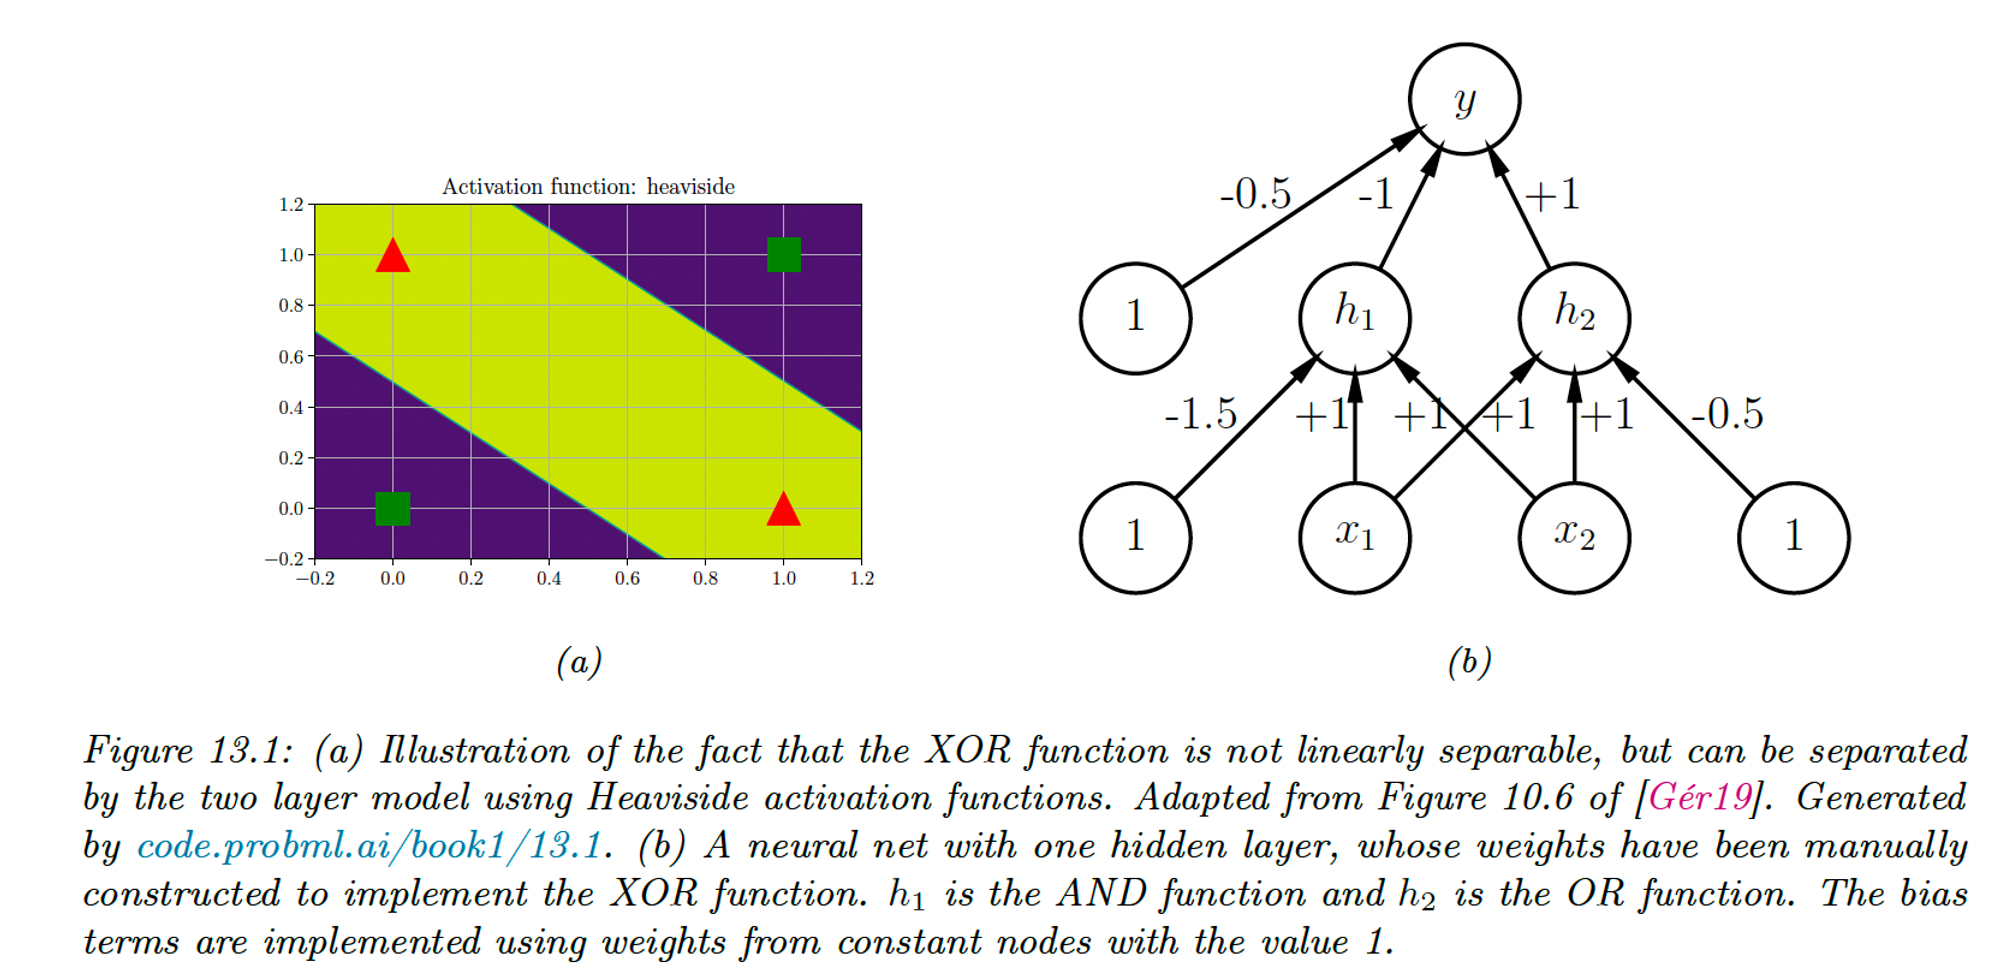 Activation function: heaviside
1.2
1.0
0.8
0.6
0.4
0.2
0.0
−0.2
−0.2 0.0 0.2 0.4 0.6 0.8 1.0 1.2
(a)
y
-0.5 -1 +1
1 h₁ h₂
-1.5 +1 +1 +1 +1 -0.5
1 x₁ x₂ 1
(b)
Figure 13.1: (a) Illustration of the fact that the XOR function is not linearly separable, but can be separated
by the two layer model using Heaviside activation functions. Adapted from Figure 10.6 of [Gér19]. Generated
by code.probml.ai/book1/13.1. (b) A neural net with one hidden layer, whose weights have been manually
constructed to implement the XOR function. h₁ is the AND function and h₂ is the OR function. The bias
terms are implemented using weights from constant nodes with the value 1.